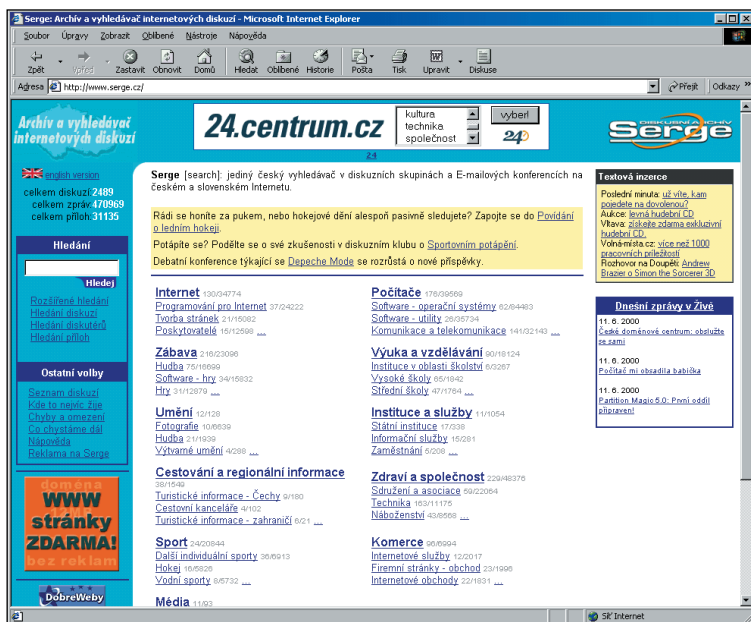 Serge: Archív a vyhledávač internetových diskuzí - Microsoft Internet Explorer
Soubor Úpravy Zobrazit Oblíbené Nástroje Nápověda
Zpět Vpřed Zastavit Obnovit Domů Hledat Oblíbené Historie Pošta Tisk Upravit Diskuse
Adresa http://www.serge.cz/ Přejít Odkazy »
Archív a vyhledávač
internetových diskuzí
24.centrum.cz
kultura
technika
společnost
vyber!
24
24
DISKUSNÍ ARCHIV
Serge
english version
celkem diskuzí:2489
celkem zpráv:470969
celkem příloh:31135
Hledání
Hledej
Rozšířené hledání
Hledání diskuzí
Hledání diskutérů
Hledání příloh
Ostatní volby
Seznam diskuzí
Kde to nejvíc žije
Chyby a omezení
Co chystáme dál
Nápověda
Reklama na Serge
doména
WWW
stránky
ZDARMA!
bez reklam
DobreWeby
Serge [search]: jediný český vyhledávač v diskuzních skupinách a E-mailových konferencích na
českém a slovenském Internetu.
Rádi se honíte za pukem, nebo hokejové dění alespoň pasivně sledujete? Zapojte se do Povídání
o ledním hokeji.
Potápíte se? Podělte se o své zkušenosti v diskuzním klubu o Sportovním potápění.
Debatní konference týkající se Depeche Mode se rozrůstá o nové příspěvky.
Internet 130/34774
Programování pro Internet 37/24222
Tvorba stránek 21/15082
Poskytovatelé 15/12598 ...
Zábava 216/23096
Hudba 75/16699
Software - hry 34/15832
Hry 31/12879 ...
Umění 12/128
Fotografie 10/6639
Hudba 21/1939
Výtvarné umění 4/288 ...
Cestování a regionální informace
38/1549
Turistické informace - Čechy 9/180
Cestovní kanceláře 4/102
Turistické informace - zahraničí 6/21 ...
Sport 24/20844
Další individuální sporty 36/6913
Hokej 16/5826
Vodní sporty 8/5732 ...
Média 11/93
Počítače 176/39568
Software - operační systémy 62/84483
Software - utility 26/35734
Komunikace a telekomunikace 141/32143 ...
Výuka a vzdělávání 90/18124
Instituce v oblasti školství 6/3267
Vysoké školy 65/1842
Střední školy 47/1764 ...
Instituce a služby 11/1054
Státní instituce 17/338
Informační služby 15/281
Zaměstnání 5/208 ...
Zdraví a společnost 229/48376
Sdružení a asociace 59/22064
Technika 163/11175
Náboženství 43/8568 ...
Komerce 96/6994
Internetové služby 12/2017
Firemní stránky - obchod 23/1996
Internetové obchody 22/1831 ...
Textová inzerce
Poslední minuta: už víte, kam
pojedete na dovolenou?
Aukce: levná hudební CD
Vltava: získejte zdarma exkluzivní
hudební CD.
Volná-místa.cz: více než 1000
pracovních příležitostí
Rozhovor na Doupěti: Andrew
Brazier o Simon the Sorcerer 3D
Dnešní zprávy v Živě
11. 6. 2000
České doménové centrum: obslužte
se sami
11. 6. 2000
Počítač mi obsadila babička
11. 6. 2000
Partition Magic 5.0: První oddíl
připraven!
Síť Internet